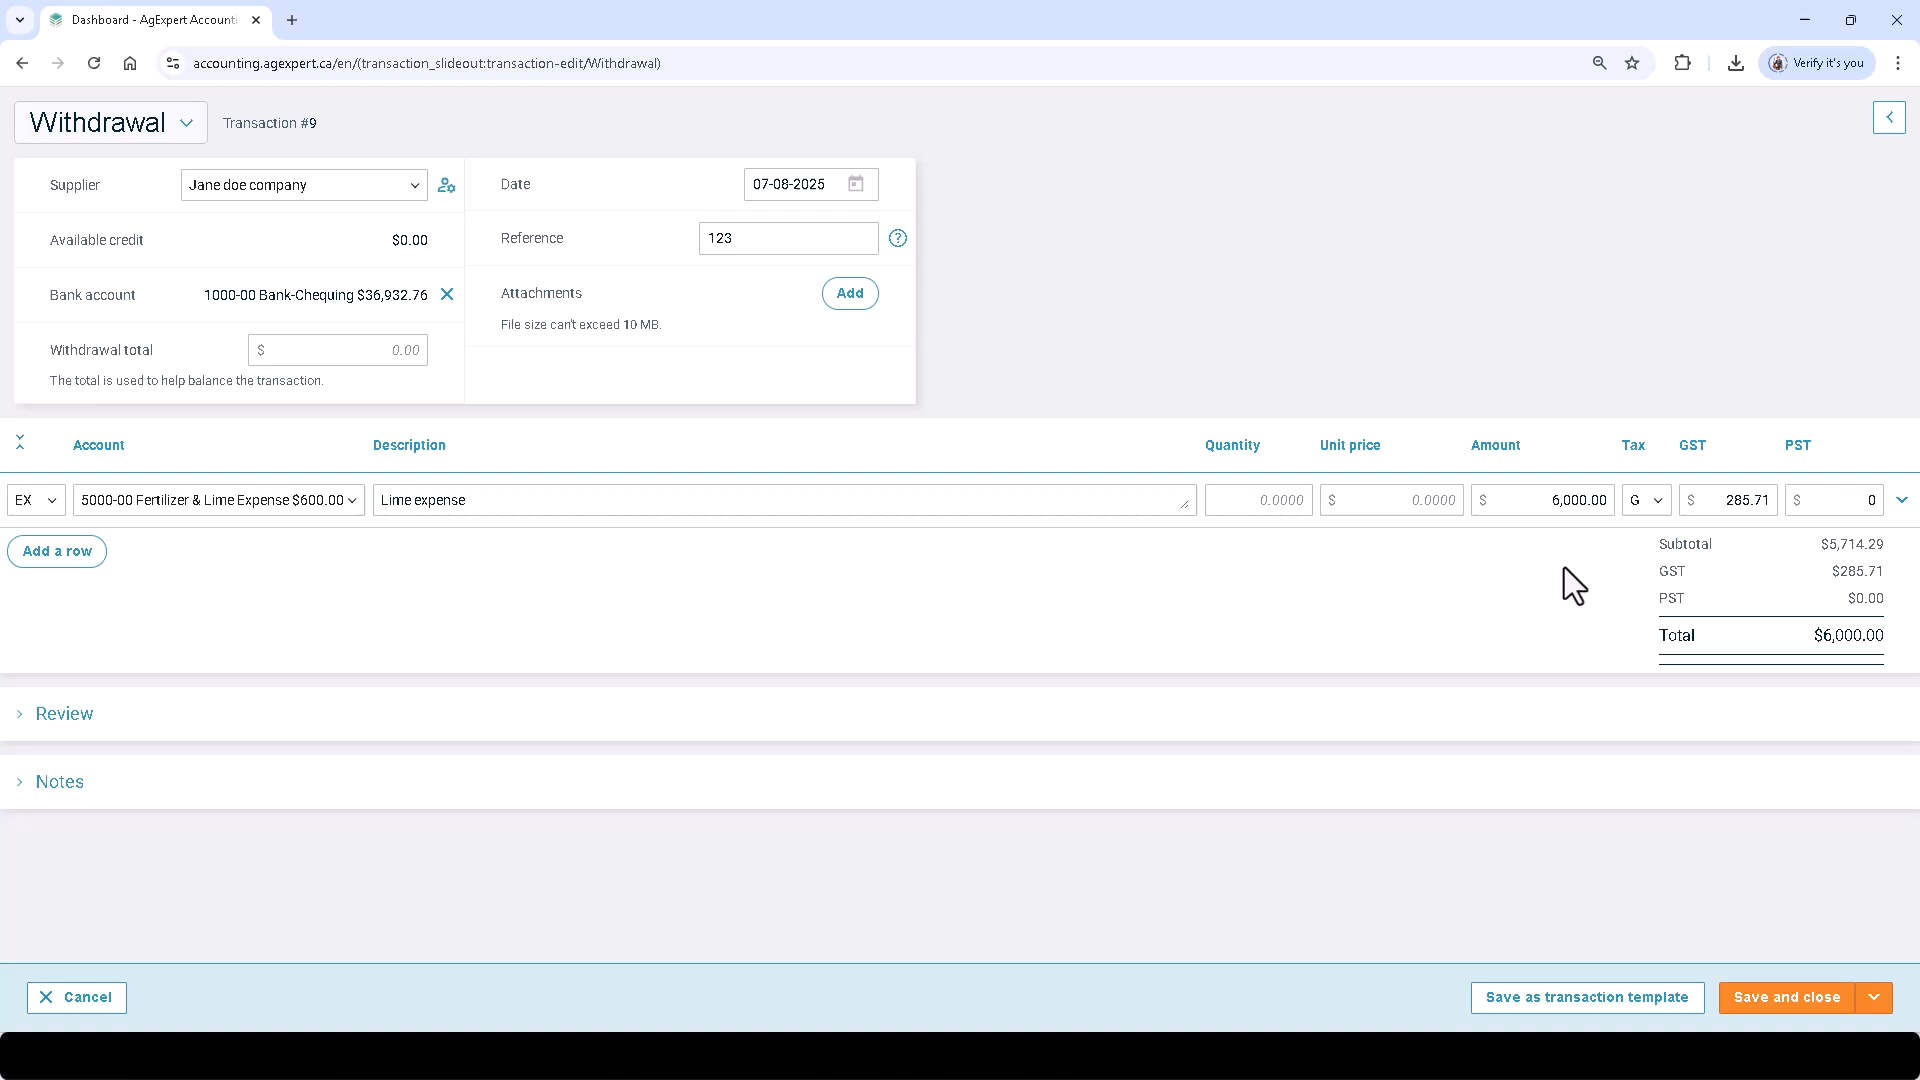 Dashboard - AgExpert Account
accounting.agexpert.ca/en/(transaction_slideout:transaction-edit/Withdrawal)
Verify it's you
Withdrawal
Transaction #9
Supplier
Jane doe company
Date
07-08-2025
Available credit
$0.00
Reference
123
?
Bank account
1000-00 Bank-Chequing $36,932.76
Attachments
Add
File size can't exceed 10 MB.
Withdrawal total
$ 0.00
The total is used to help balance the transaction.
Account Description Quantity Unit price Amount Tax GST PST
EX 5000-00 Fertilizer & Lime Expense $600.00 Lime expense 0.0000 $ 0.0000 $ 6,000.00 G $ 285.71 $ 0
Add a row
Subtotal $5,714.29
GST $285.71
PST $0.00
Total $6,000.00
Review
Notes
Cancel
Save as transaction template
Save and close